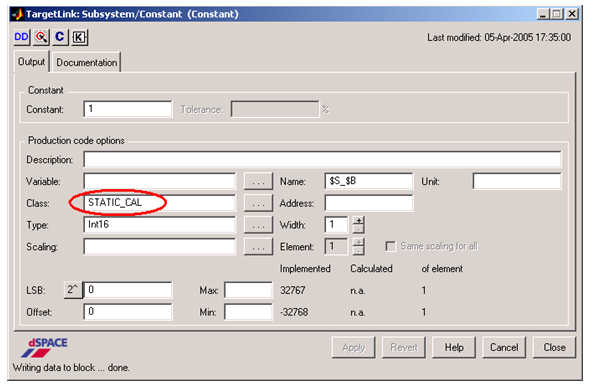 TargetLink: Subsystem/Constant (Constant)
DD C K Last modified: 05-Apr-2005 17:35:00
Output Documentation
Constant
Constant: 1 Tolerance: %
Production code options
Description:
Variable: ... Name: $S_$B Unit:
Class: STATIC_CAL ... Address:
Type: Int16 ... Width: 1
Scaling: ... Element: 1 Same scaling for all
Implemented Calculated of element
LSB: 2^ 0 Max: 32767 n.a. 1
Offset: 0 Min: -32768 n.a. 1
dSPACE Apply Revert Help Cancel Close
Writing data to block ... done.